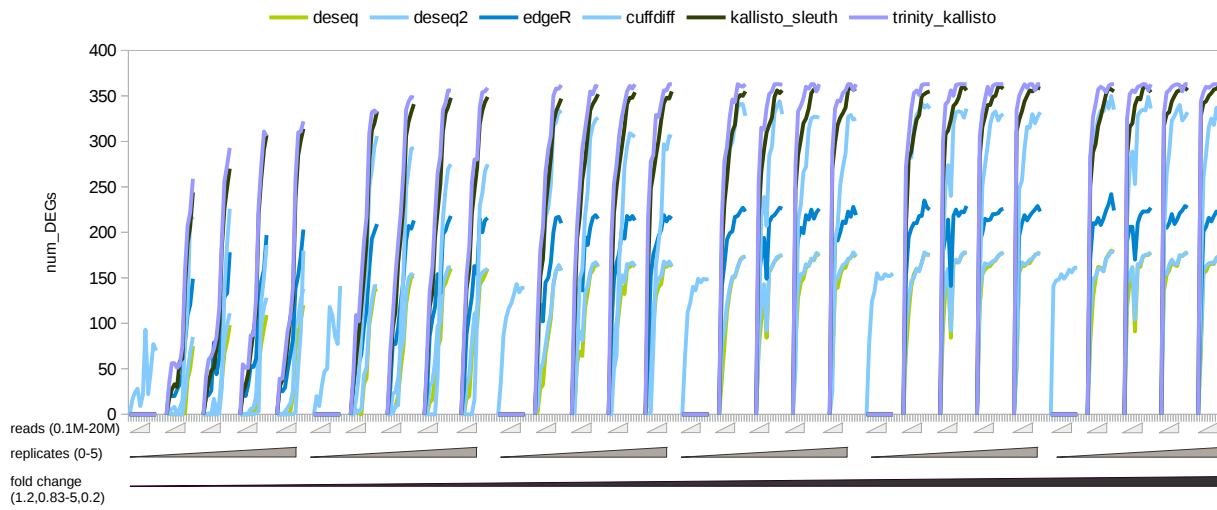 deseq deseq2 edgeR cuffdiff kallisto_sleuth trinity_kallisto
num_DEGs
400
350
300
250
200
150
100
50
0
reads (0.1M-20M)
replicates (0-5)
fold change
(1.2,0.83-5,0.2)